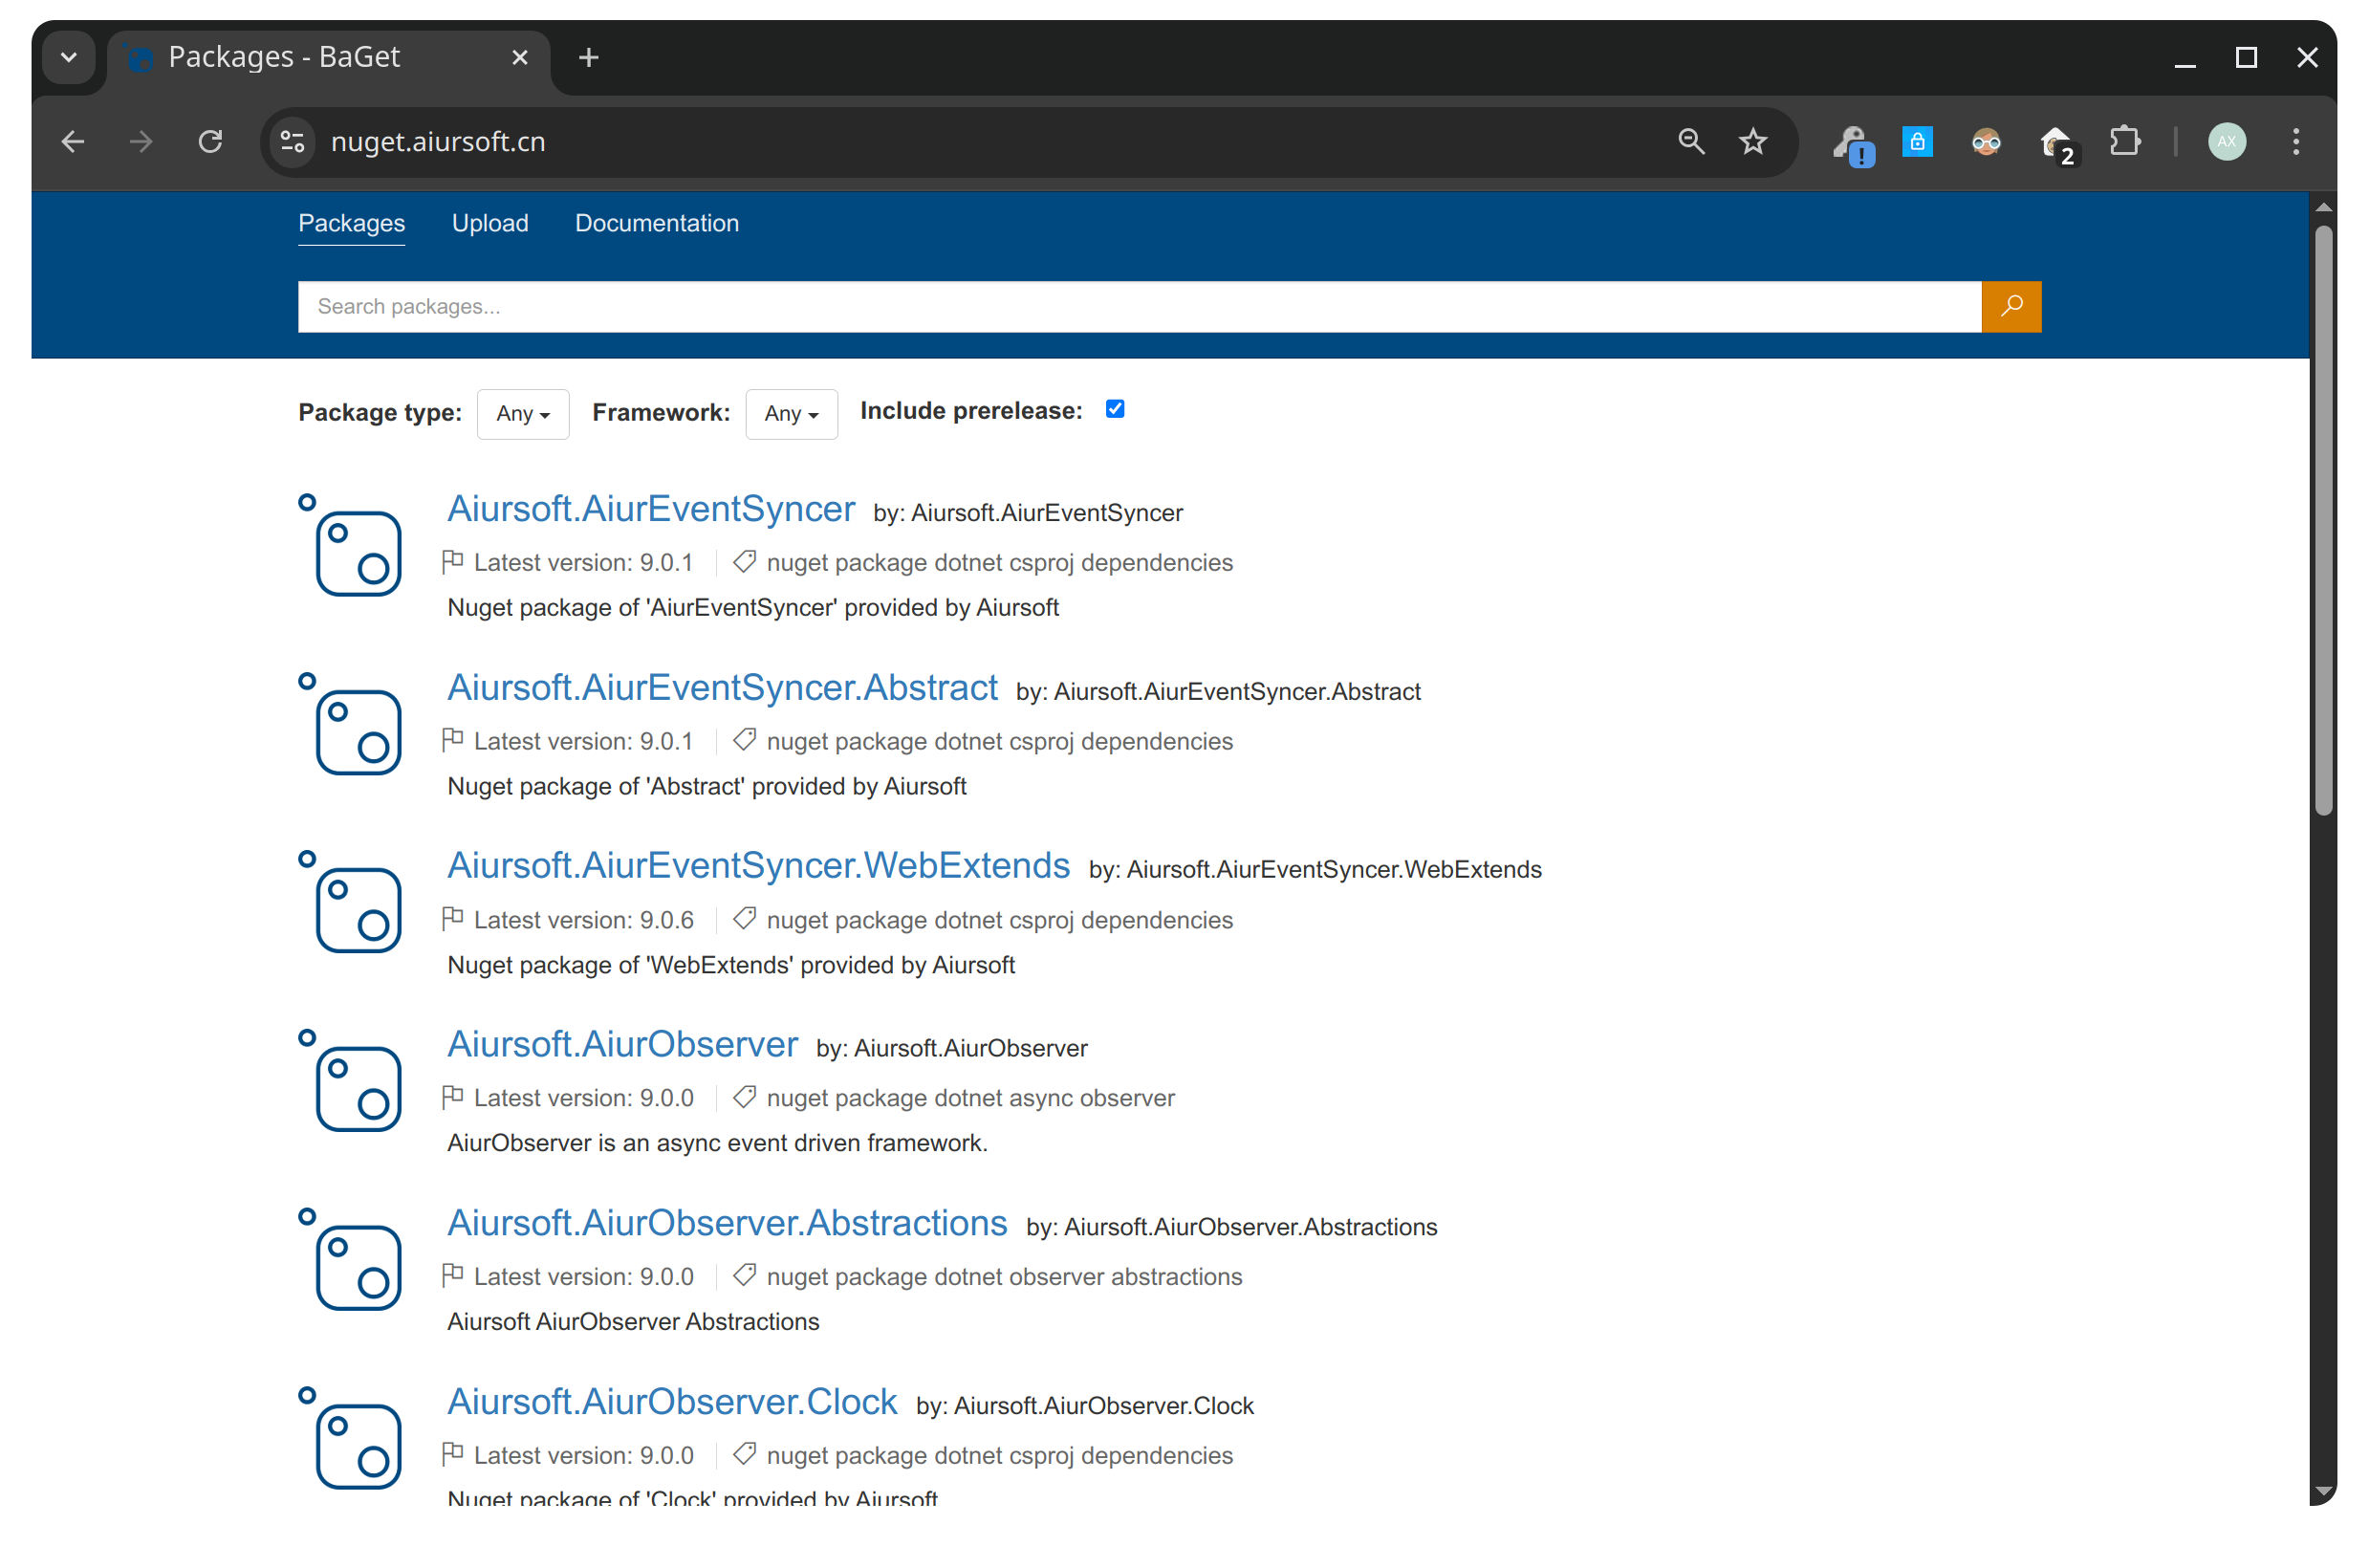 Packages - BaGet
nuget.aiursoft.cn
! 2 AX
Packages Upload Documentation
Search packages...
Package type: Any Framework: Any Include prerelease:
Aiursoft.AiurEventSyncer by: Aiursoft.AiurEventSyncer
Latest version: 9.0.1 nuget package dotnet csproj dependencies
Nuget package of 'AiurEventSyncer' provided by Aiursoft
Aiursoft.AiurEventSyncer.Abstract by: Aiursoft.AiurEventSyncer.Abstract
Latest version: 9.0.1 nuget package dotnet csproj dependencies
Nuget package of 'Abstract' provided by Aiursoft
Aiursoft.AiurEventSyncer.WebExtends by: Aiursoft.AiurEventSyncer.WebExtends
Latest version: 9.0.6 nuget package dotnet csproj dependencies
Nuget package of 'WebExtends' provided by Aiursoft
Aiursoft.AiurObserver by: Aiursoft.AiurObserver
Latest version: 9.0.0 nuget package dotnet async observer
AiurObserver is an async event driven framework.
Aiursoft.AiurObserver.Abstractions by: Aiursoft.AiurObserver.Abstractions
Latest version: 9.0.0 nuget package dotnet observer abstractions
Aiursoft AiurObserver Abstractions
Aiursoft.AiurObserver.Clock by: Aiursoft.AiurObserver.Clock
Latest version: 9.0.0 nuget package dotnet csproj dependencies
Nuget package of 'Clock' provided by Aiursoft